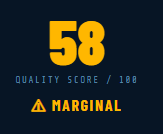 58
QUALITY SCORE / 100
⚠ MARGINAL